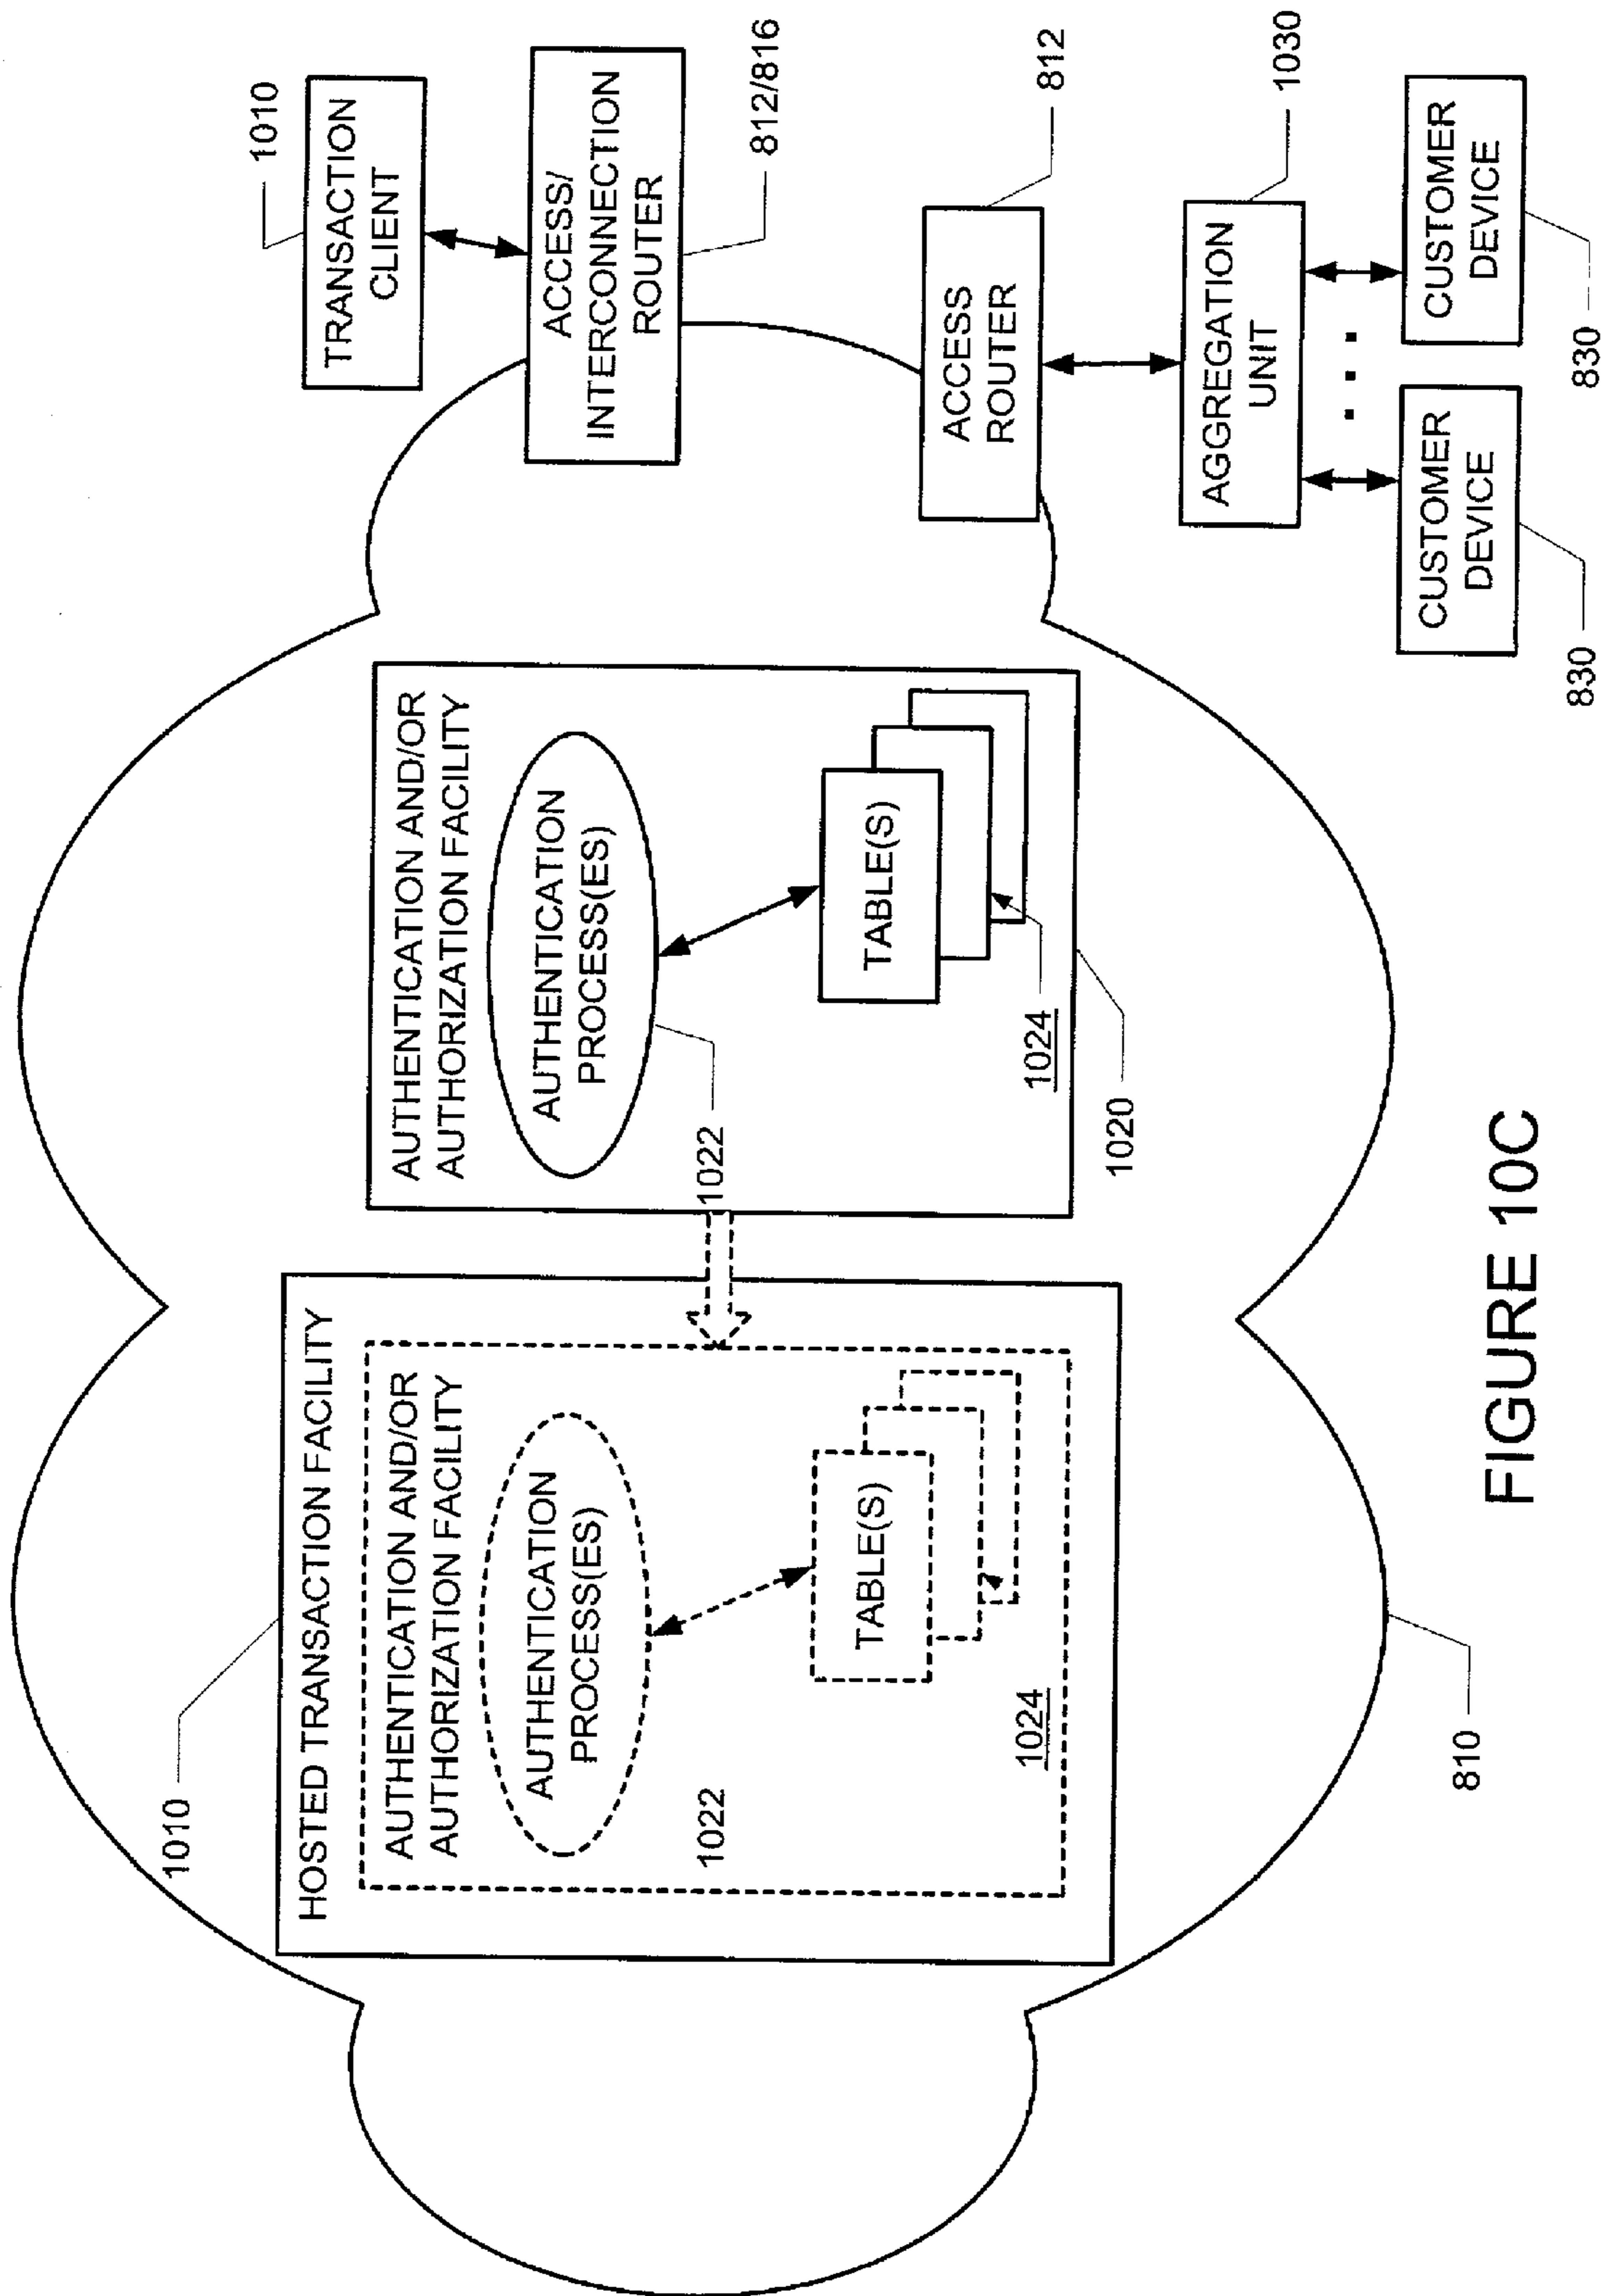 1010
HOSTED TRANSACTION FACILITY
AUTHENTICATION AND/OR
AUTHORIZATION FACILITY
AUTHENTICATION
PROCESS(ES)
1022
TABLE(S)
1024
AUTHENTICATION AND/OR
AUTHORIZATION FACILITY
AUTHENTICATION
PROCESS(ES)
1022
TABLE(S)
1024
1020
810
1010
TRANSACTION
CLIENT
ACCESS/
INTERCONNECTION
ROUTER
812/816
ACCESS
ROUTER
812
AGGREGATION
UNIT
1030
CUSTOMER
DEVICE
830
CUSTOMER
DEVICE
830
FIGURE 10C